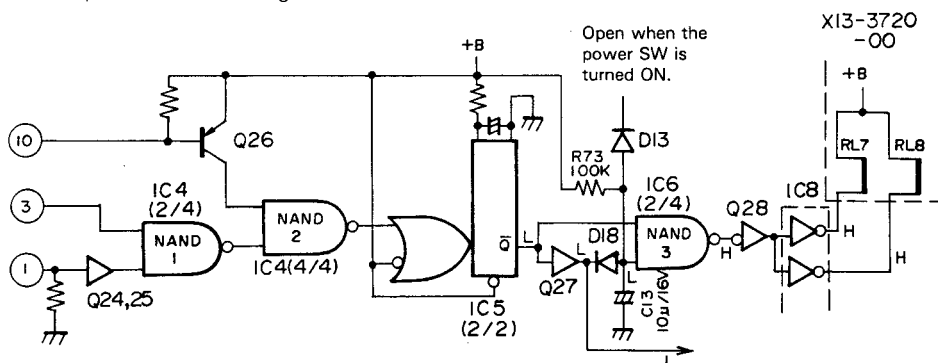 X13-3720
-00
Open when the
power SW is
turned ON.
+B
+B
RL7
RL8
10
Q26
D13
R73
100K
IC4
(2/4)
IC6
(2/4)
IC8
Q28
3
NAND
1
NAND
2
NAND
3
H
Q̄1
L
L
D18
L
H
H
1
IC4(4/4)
Q27
C13
10μ/16V
Q24,25
IC5
(2/2)
L